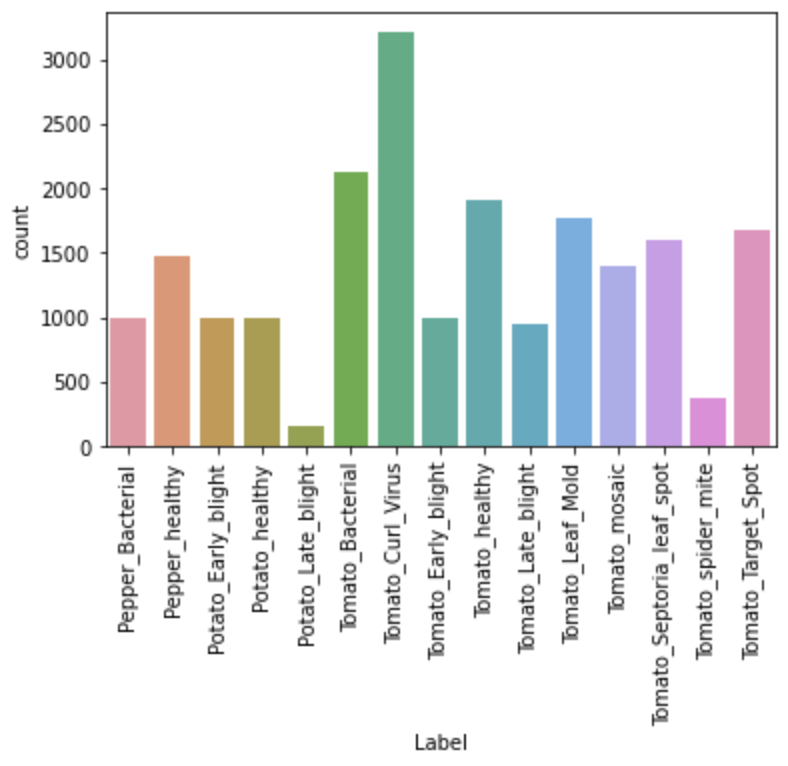 3000
2500
2000
1500
1000
500
0
count
Pepper_Bacterial
Pepper_healthy
Potato_Early_blight
Potato_healthy
Potato_Late_blight
Tomato_Bacterial
Tomato_Curl_Virus
Tomato_Early_blight
Tomato_healthy
Tomato_Late_blight
Tomato_Leaf_Mold
Tomato_mosaic
Tomato_Septoria_leaf_spot
Tomato_spider_mite
Tomato_Target_Spot
Label